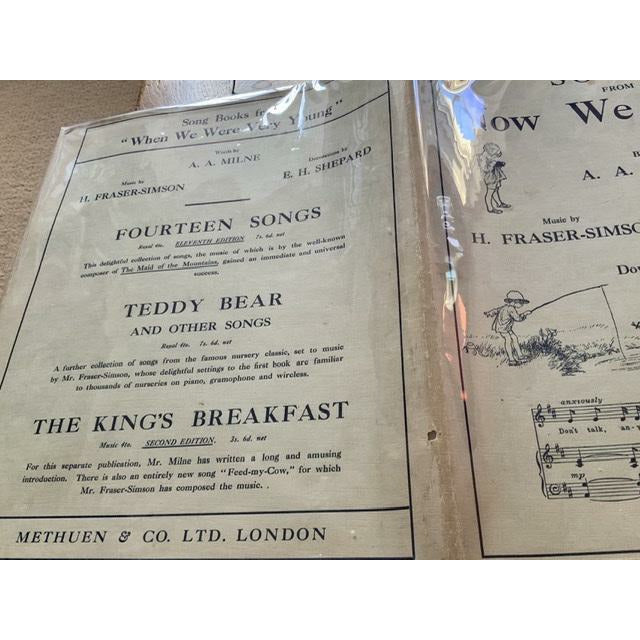 Song Books
"When We Were Very Young"
Words by
A. A. MILNE
Music by
H. FRASER-SIMSON
Decorations by
E. H. SHEPARD
FOURTEEN SONGS
Royal 4to. ELEVENTH EDITION 7s. 6d. net
This delightful collection of songs, the music of which is by the well-known
composer of The Maid of the Mountains, gained an immediate and universal
success.
TEDDY BEAR
AND OTHER SONGS
Royal 4to. 7s. 6d. net
A further collection of songs from the famous nursery classic, set to music
by Mr. Fraser-Simson, whose delightful settings to the first book are familiar
to thousands of nurseries on piano, gramophone and wireless.
THE KING'S BREAKFAST
Music 4to. SECOND EDITION. 3s. 6d. net
For this separate publication, Mr. Milne has written a long and amusing
introduction. There is also an entirely new song "Feed-my-Cow," for which
Mr. Fraser-Simson has composed the music.
METHUEN & CO. LTD. LONDON
FROM
Now We
A. A.
Music by
H. FRASER-SIMSO
anxiously
Don't talk,
mp